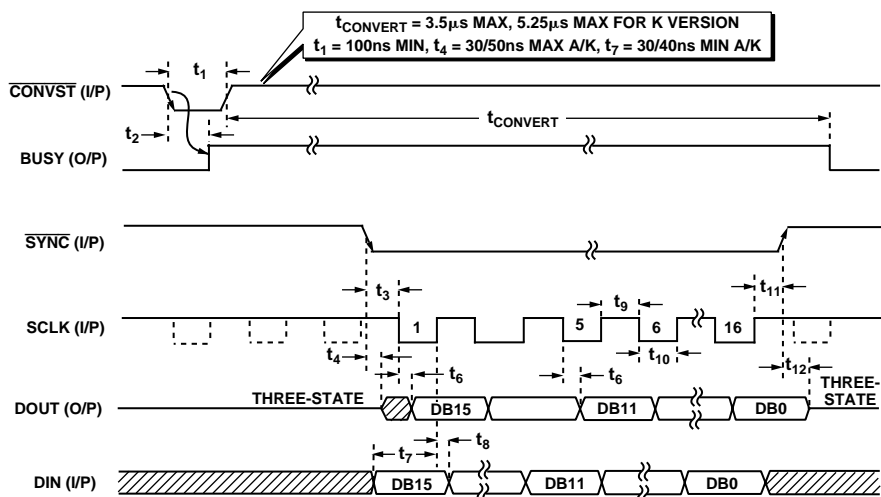 tCONVERT = 3.5μs MAX, 5.25μs MAX FOR K VERSION
t1 = 100ns MIN, t4 = 30/50ns MAX A/K, t7 = 30/40ns MIN A/K
t1
CONVST (I/P)
t2
tCONVERT
BUSY (O/P)
SYNC (I/P)
t3
t9
t11
SCLK (I/P)
1
5
6
16
t4
t6
t6
t10
t12
THREE-STATE
THREE-
STATE
DOUT (O/P)
DB15
DB11
DB0
t7
t8
DIN (I/P)
DB15
DB11
DB0